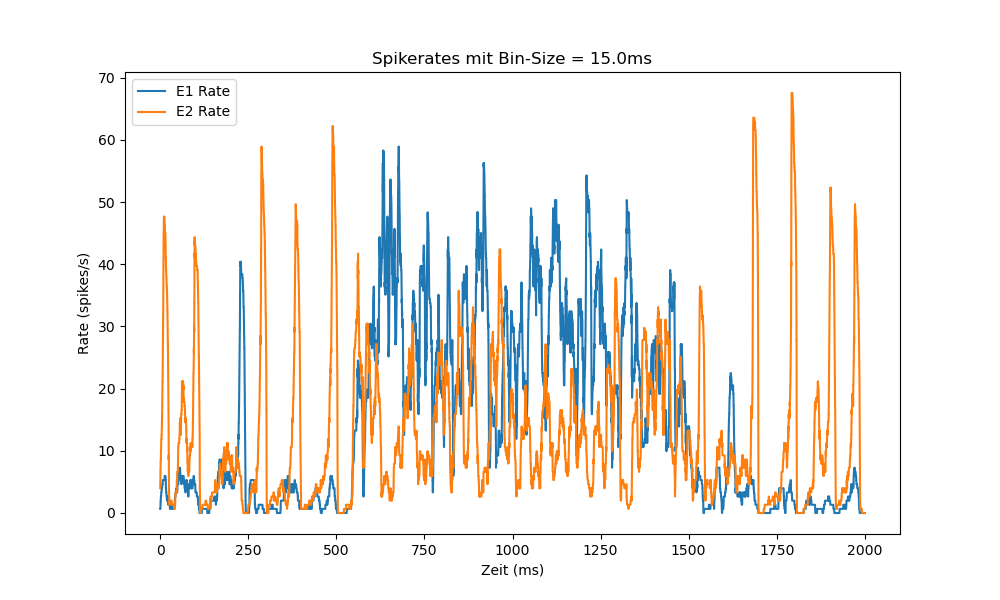 Spikerates mit Bin-Size = 15.0ms
E1 Rate
E2 Rate
70
60
50
40
30
20
10
0
Rate (spikes/s)
0 250 500 750 1000 1250 1500 1750 2000
Zeit (ms)